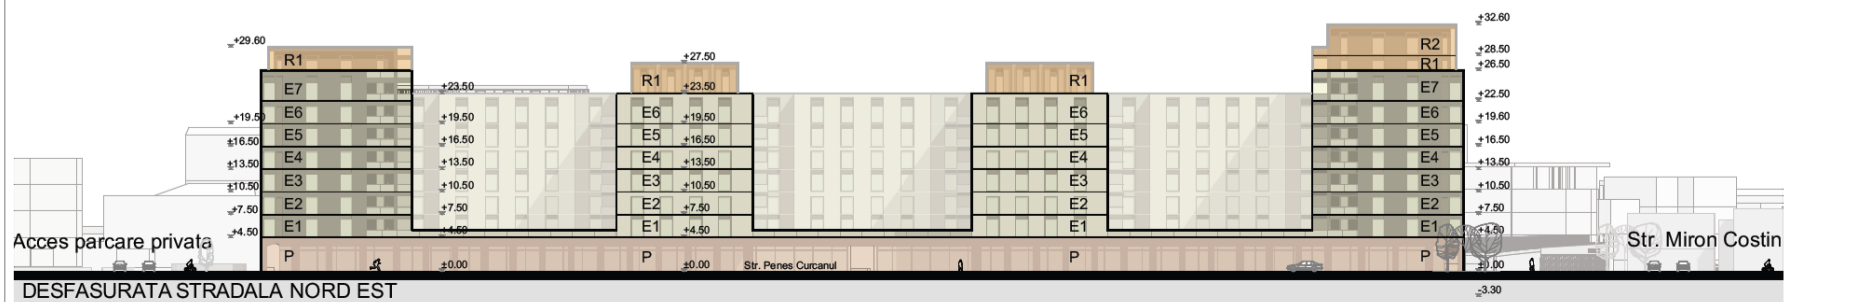 +32.60
+29.60
R2
+28.50
+27.50
R1
R1
+26.50
R1
R1
+23.50
+23.50
E7
E7
+22.50
+19.50
E6
+19.50
E6
+19.50
E6
E6
+19.60
E5
+16.50
E5
+16.50
E5
E5
+16.50
E4
+13.50
E4
+13.50
E4
E4
+13.50
+13.50
E3
+10.50
E3
+10.50
E3
E3
+10.50
+10.50
E2
+7.50
E2
+7.50
E2
E2
+7.50
+7.50
E1
+4.50
E1
+4.50
E1
E1
+4.50
+4.50
Acces parcare privata
Str. Miron Costin
P
P
P
P
±0.00
±0.00
Str. Penes Curcanul
±0.00
DESFASURATA STRADALA NORD EST
-3.30